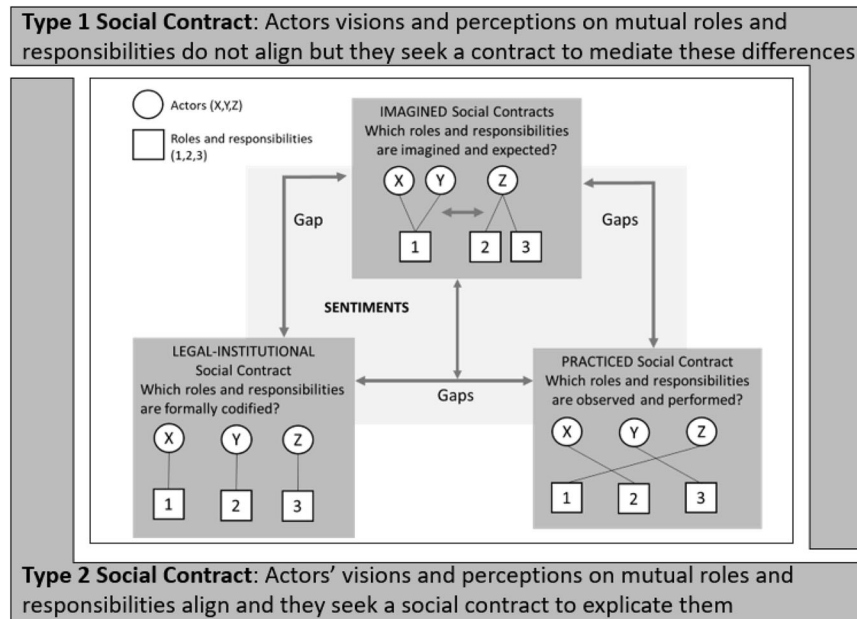 Type 1 Social Contract: Actors visions and perceptions on mutual roles and
responsibilities do not align but they seek a contract to mediate these differences
Actors (X,Y,Z)
Roles and responsibilities
(1,2,3)
IMAGINED Social Contracts
Which roles and responsibilities
are imagined and expected?
X Y Z
1 2 3
Gap
Gaps
SENTIMENTS
LEGAL-INSTITUTIONAL
Social Contract
Which roles and responsibilities
are formally codified?
X Y Z
1 2 3
Gaps
PRACTICED Social Contract
Which roles and responsibilities
are observed and performed?
X Y Z
1 2 3
Type 2 Social Contract: Actors’ visions and perceptions on mutual roles and
responsibilities align and they seek a social contract to explicate them